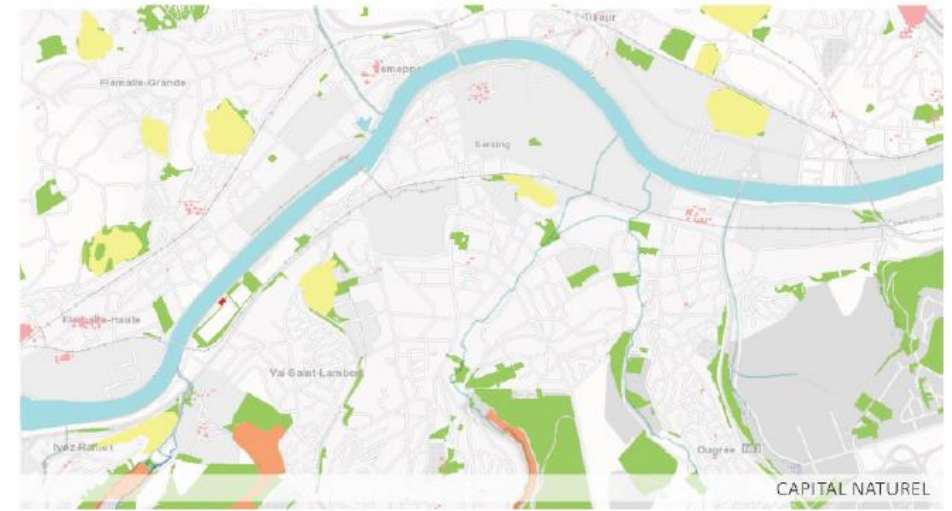 Tilleur
Jemeppe
Flémalle-Grande
Seraing
Flémalle-Haute
Val-Saint-Lambert
Ivoz-Ramet
Ougrée
CAPITAL NATUREL